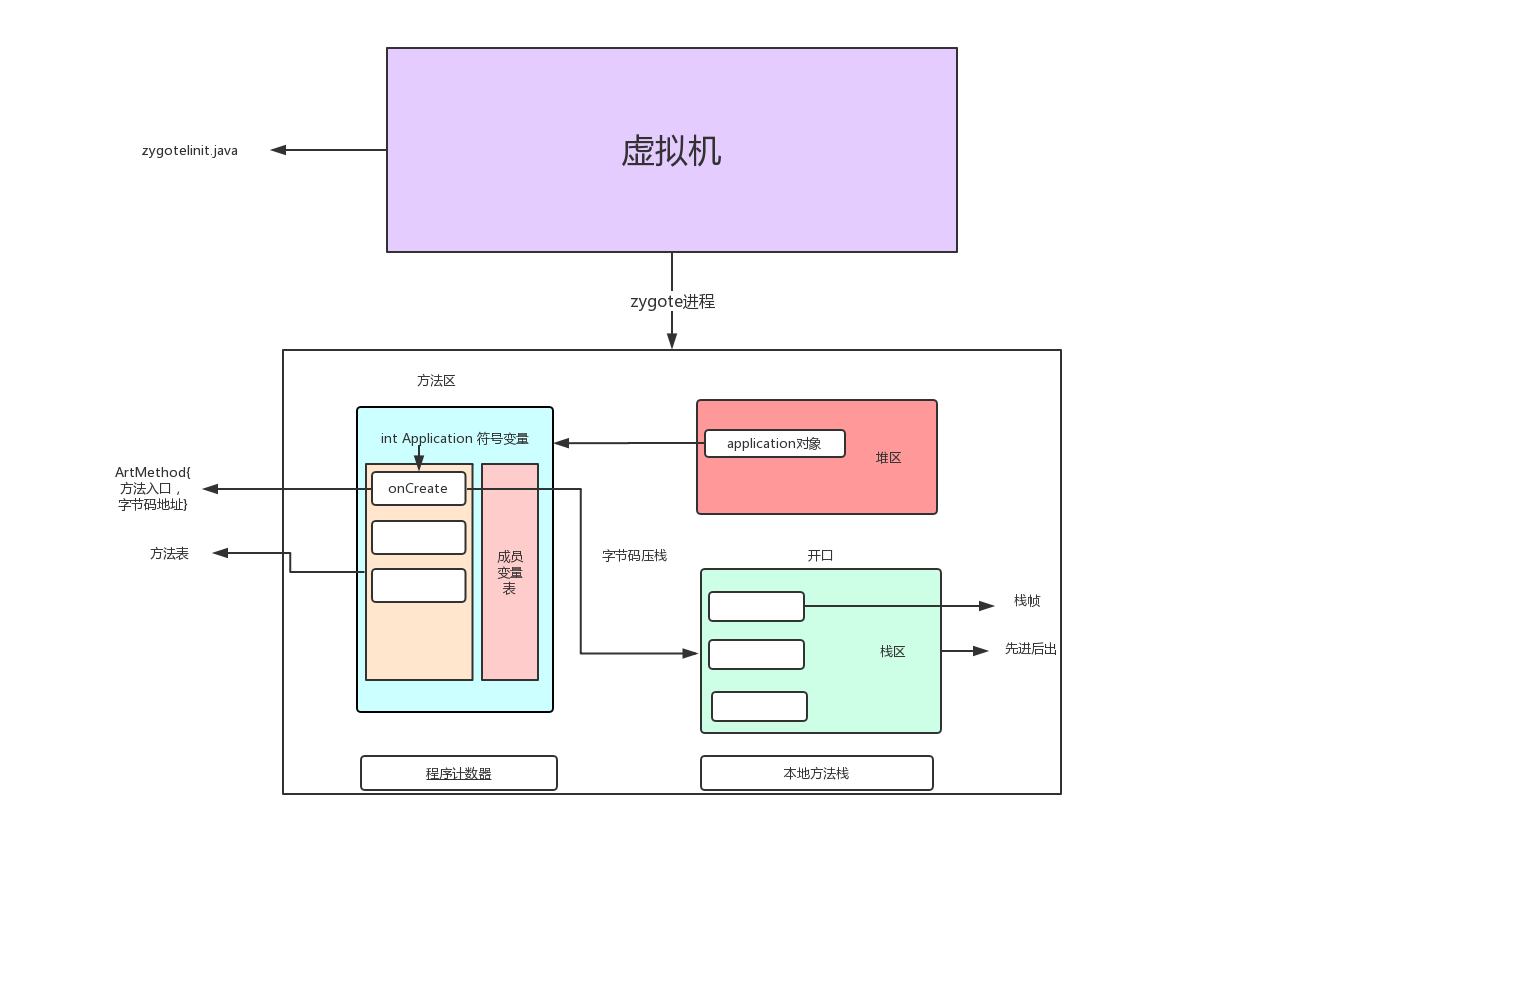 虚拟机
zygotelinit.java
zygote进程
方法区
int Application 符号变量
application对象
堆区
ArtMethod{
方法入口，
字节码地址}
onCreate
方法表
成员
变量
表
字节码压栈
开口
栈帧
栈区
先进后出
程序计数器
本地方法栈